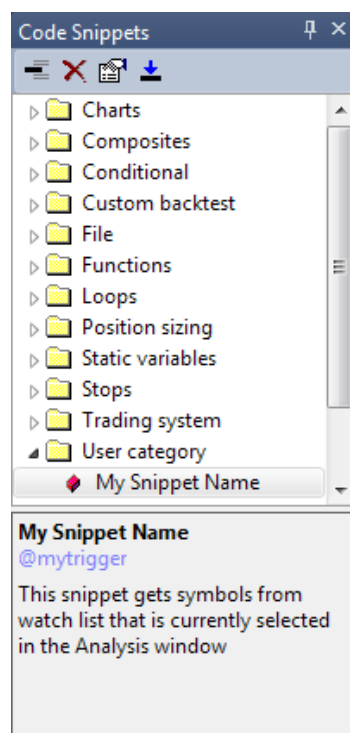 Code Snippets
Charts
Composites
Conditional
Custom backtest
File
Functions
Loops
Position sizing
Static variables
Stops
Trading system
User category
My Snippet Name
My Snippet Name
@mytrigger
This snippet gets symbols from
watch list that is currently selected
in the Analysis window